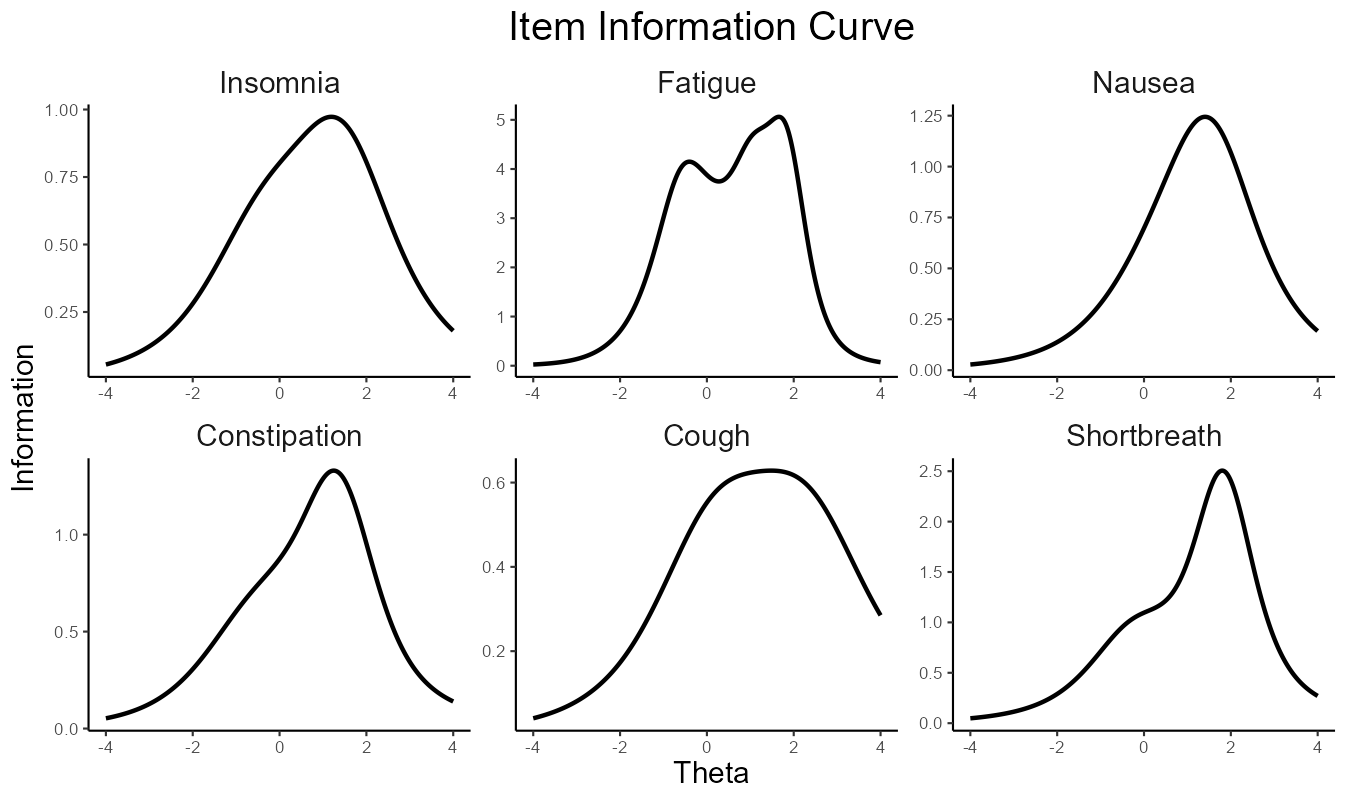 Item Information Curve
Insomnia
Fatigue
Nausea
1.00
0.75
0.50
0.25
-4 -2 0 2 4
5
4
3
2
1
0
-4 -2 0 2 4
1.25
1.00
0.75
0.50
0.25
0.00
-4 -2 0 2 4
Information
Constipation
Cough
Shortbreath
1.0
0.5
0.0
-4 -2 0 2 4
0.6
0.4
0.2
-4 -2 0 2 4
2.5
2.0
1.5
1.0
0.5
0.0
-4 -2 0 2 4
Theta